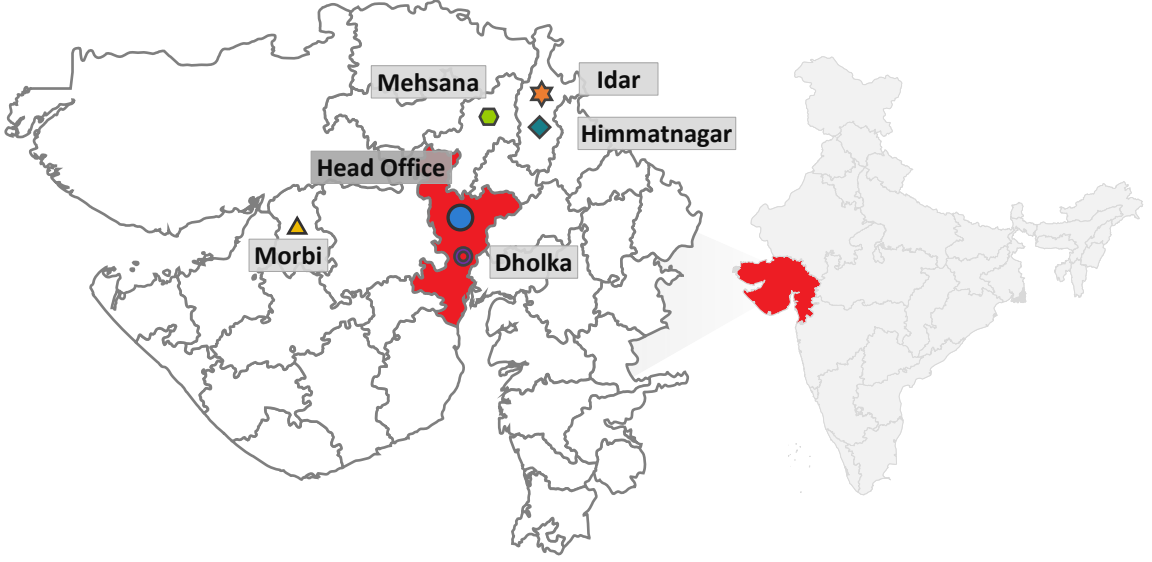 Mehsana
Idar
Himmatnagar
Head Office
Morbi
Dholka